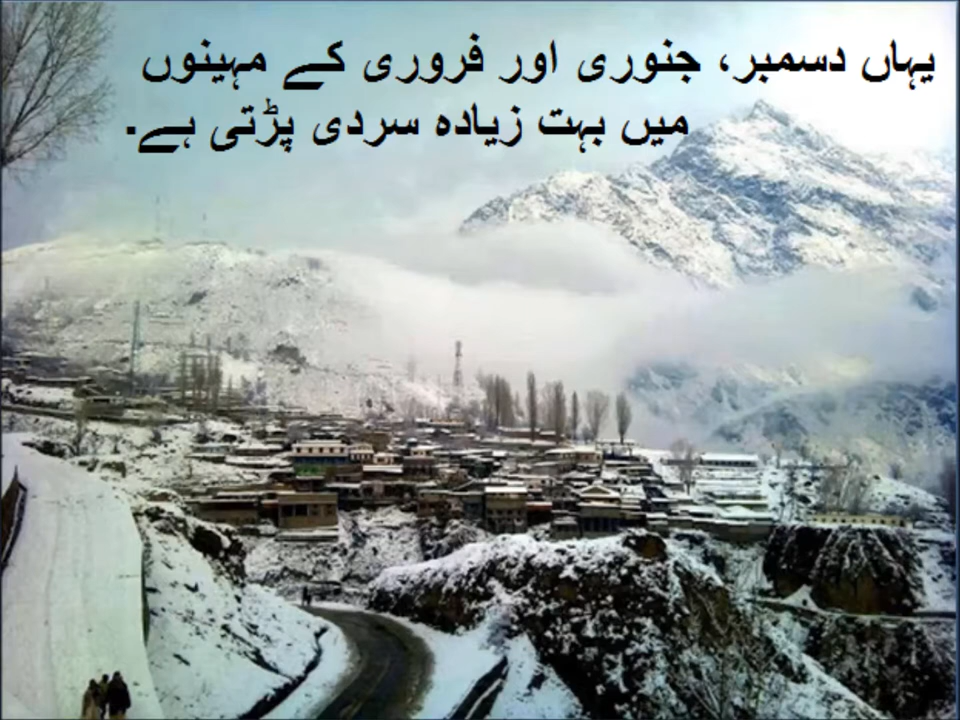 یہاں دسمبر، جنوری اور فروری کے مہینوں
میں بہت زیادہ سردی پڑتی ہے۔